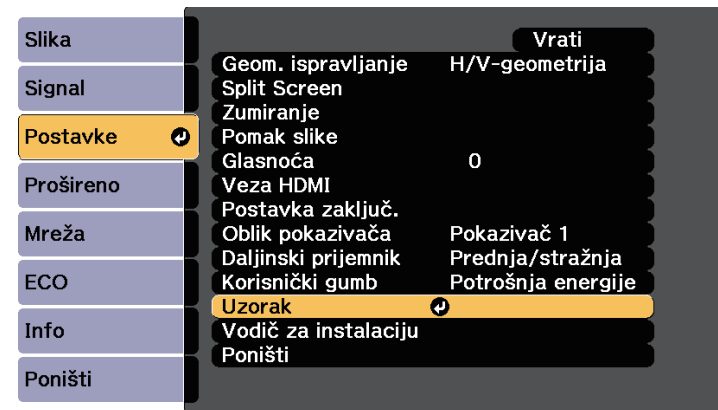 Slika
Signal
Postavke
Prošireno
Mreža
ECO
Info
Poništi
Vrati
Geom. ispravljanje H/V-geometrija
Split Screen
Zumiranje
Pomak slike
Glasnoća 0
Veza HDMI
Postavka zaključ.
Oblik pokazivača Pokazivač 1
Daljinski prijemnik Prednja/stražnja
Korisnički gumb Potrošnja energije
Uzorak
Vodič za instalaciju
Poništi